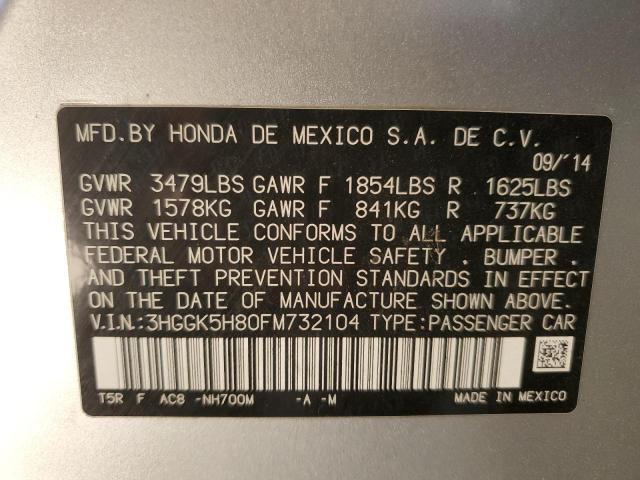 MFD.BY HONDA DE MEXICO S.A. DE C.V.
09/'14
GVWR 3479LBS GAWR F 1854LBS R 1625LBS
GVWR 1578KG GAWR F 841KG R 737KG
THIS VEHICLE CONFORMS TO ALL APPLICABLE
FEDERAL MOTOR VEHICLE SAFETY , BUMPER ,
AND THEFT PREVENTION STANDARDS IN EFFECT
ON THE DATE OF MANUFACTURE SHOWN ABOVE.
V.I.N.:3HGGK5H80FM732104 TYPE:PASSENGER CAR
T5R F AC8 -NH700M -A -M MADE IN MEXICO